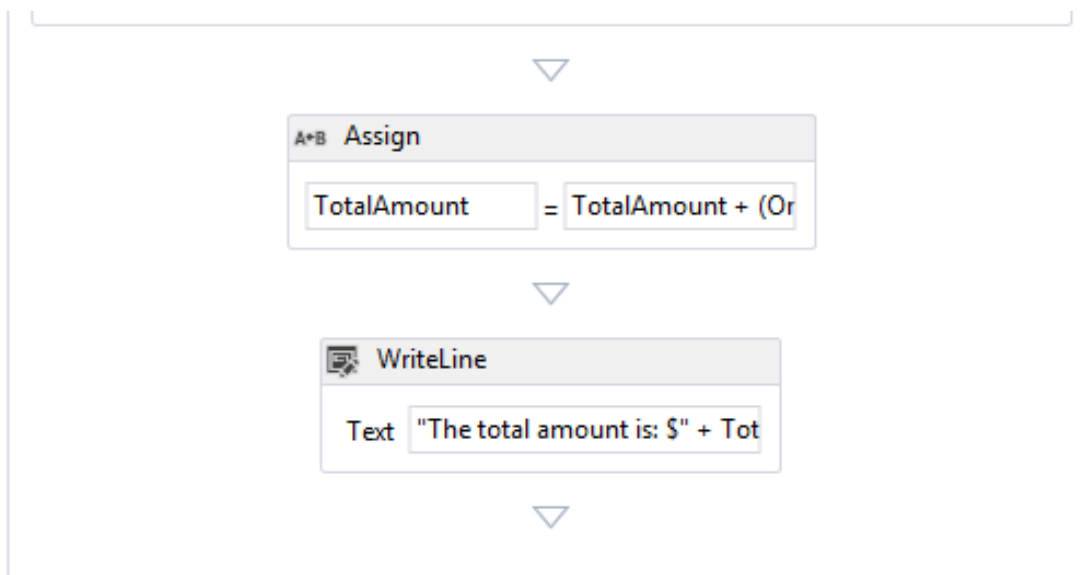 A+B Assign
TotalAmount = TotalAmount + (Or
WriteLine
Text "The total amount is: $" + Tot